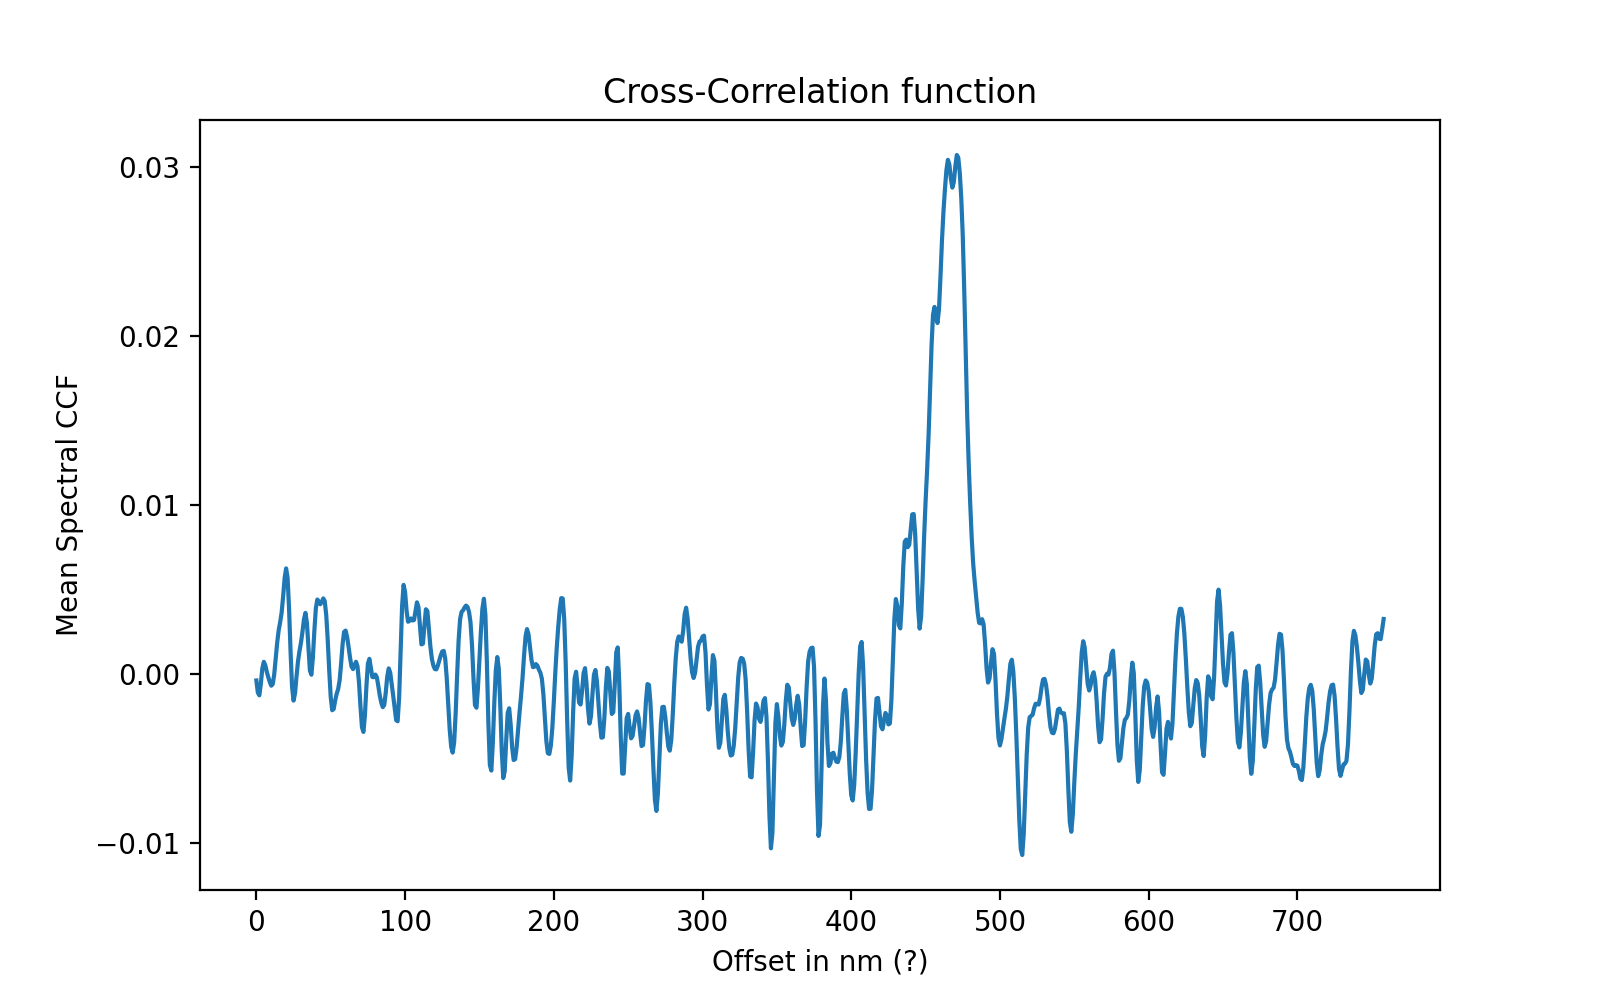 Cross-Correlation function
0.03
0.02
0.01
0.00
−0.01
Mean Spectral CCF
0 100 200 300 400 500 600 700
Offset in nm (?)